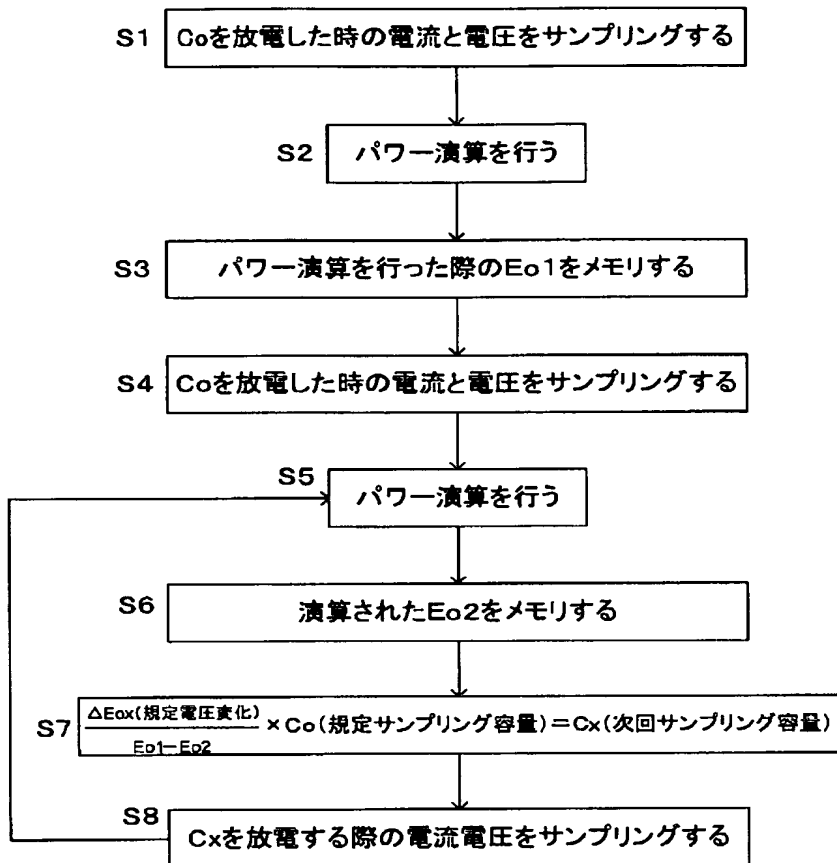 S1 Coを放電した時の電流と電圧をサンプリングする
S2 パワー演算を行う
S3 パワー演算を行った際のEo1をメモリする
S4 Coを放電した時の電流と電圧をサンプリングする
S5 パワー演算を行う
S6 演算されたEo2をメモリする
S7 ΔEox(規定電圧変化)
Eo1−Eo2
×Co(規定サンプリング容量)=Cx(次回サンプリング容量)
S8 Cxを放電する際の電流電圧をサンプリングする